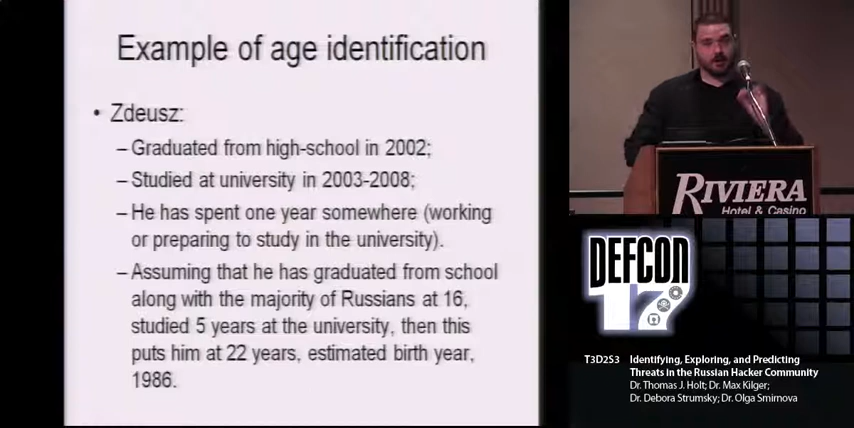 Example of age identification
• Zdeusz:
– Graduated from high-school in 2002;
– Studied at university in 2003-2008;
– He has spent one year somewhere (working
or preparing to study in the university).
– Assuming that he has graduated from school
along with the majority of Russians at 16,
studied 5 years at the university, then this
puts him at 22 years, estimated birth year,
1986.
RIVIERA
Hotel & Casino
DEFCON
17
T3D2S3
Identifying, Exploring, and Predicting
Threats in the Russian Hacker Community
Dr. Thomas J. Holt; Dr. Max Kilger;
Dr. Debora Strumsky; Dr. Olga Smirnova